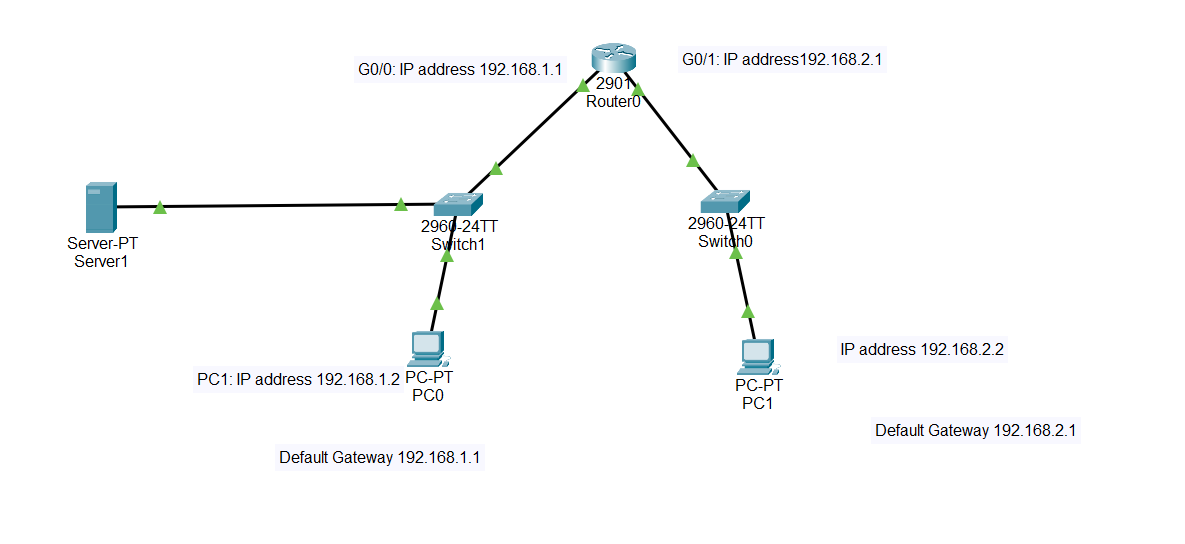 G0/0: IP address 192.168.1.1
G0/1: IP address192.168.2.1
2901
Router0
Server-PT
Server1
2960-24TT
Switch1
2960-24TT
Switch0
PC1: IP address 192.168.1.2
PC-PT
PC0
IP address 192.168.2.2
PC-PT
PC1
Default Gateway 192.168.1.1
Default Gateway 192.168.2.1